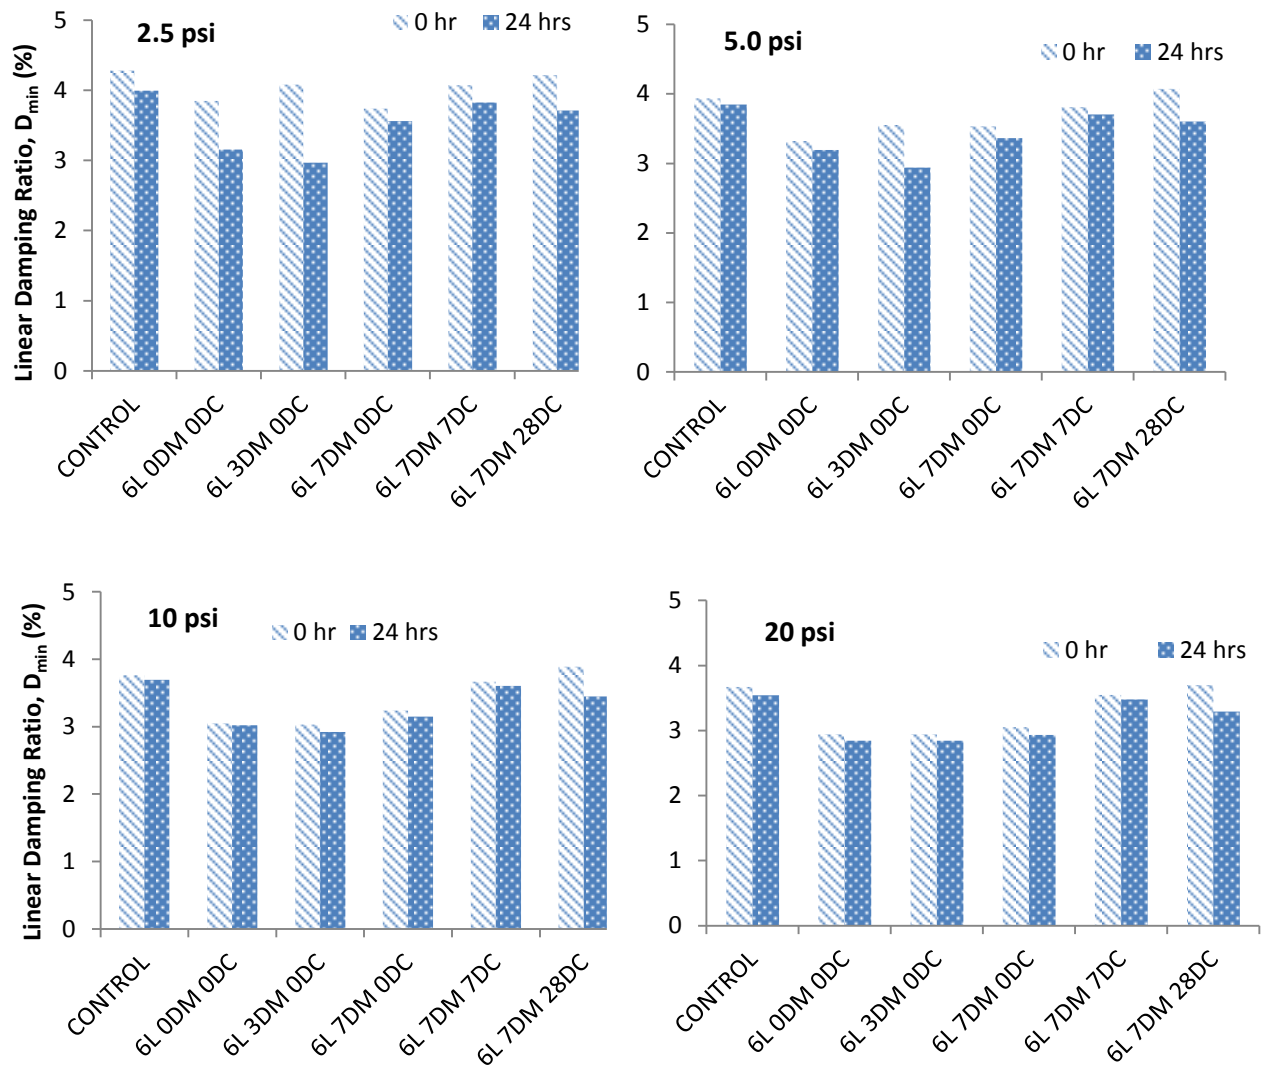 2.5 psi
0 hr 24 hrs
Linear Damping Ratio, Dmin (%)
5
4
3
2
1
0
CONTROL
6L 0DM 0DC
6L 3DM 0DC
6L 7DM 0DC
6L 7DM 7DC
6L 7DM 28DC
5.0 psi
0 hr 24 hrs
5
4
3
2
1
0
CONTROL
6L 0DM 0DC
6L 3DM 0DC
6L 7DM 0DC
6L 7DM 7DC
6L 7DM 28DC
10 psi
0 hr 24 hrs
Linear Damping Ratio, Dmin (%)
5
4
3
2
1
0
CONTROL
6L 0DM 0DC
6L 3DM 0DC
6L 7DM 0DC
6L 7DM 7DC
6L 7DM 28DC
20 psi
0 hr 24 hrs
5
4
3
2
1
0
CONTROL
6L 0DM 0DC
6L 3DM 0DC
6L 7DM 0DC
6L 7DM 7DC
6L 7DM 28DC